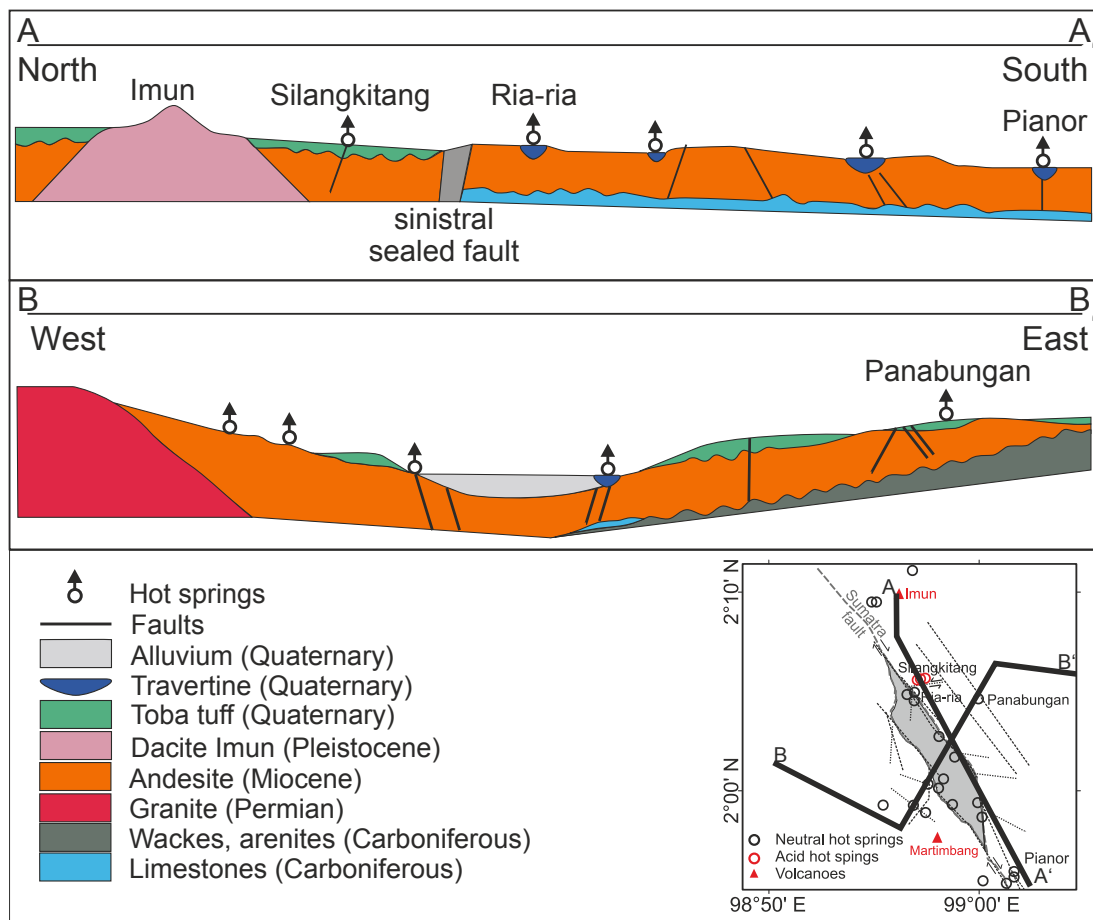 A A,
North South
Imun
Silangkitang
Ria-ria
Pianor
sinistral
sealed fault
B B,
West East
Panabungan
Hot springs
Faults
Alluvium (Quaternary)
Travertine (Quaternary)
Toba tuff (Quaternary)
Dacite Imun (Pleistocene)
Andesite (Miocene)
Granite (Permian)
Wackes, arenites (Carboniferous)
Limestones (Carboniferous)
2°10' N
2°00' N
98°50' E 99°00' E
A
Imun
Sumatra
fault
Silangkitang
Ria-ria
B'
Panabungan
B
Martimbang
Pianor
A'
Neutral hot springs
Acid hot spings
Volcanoes